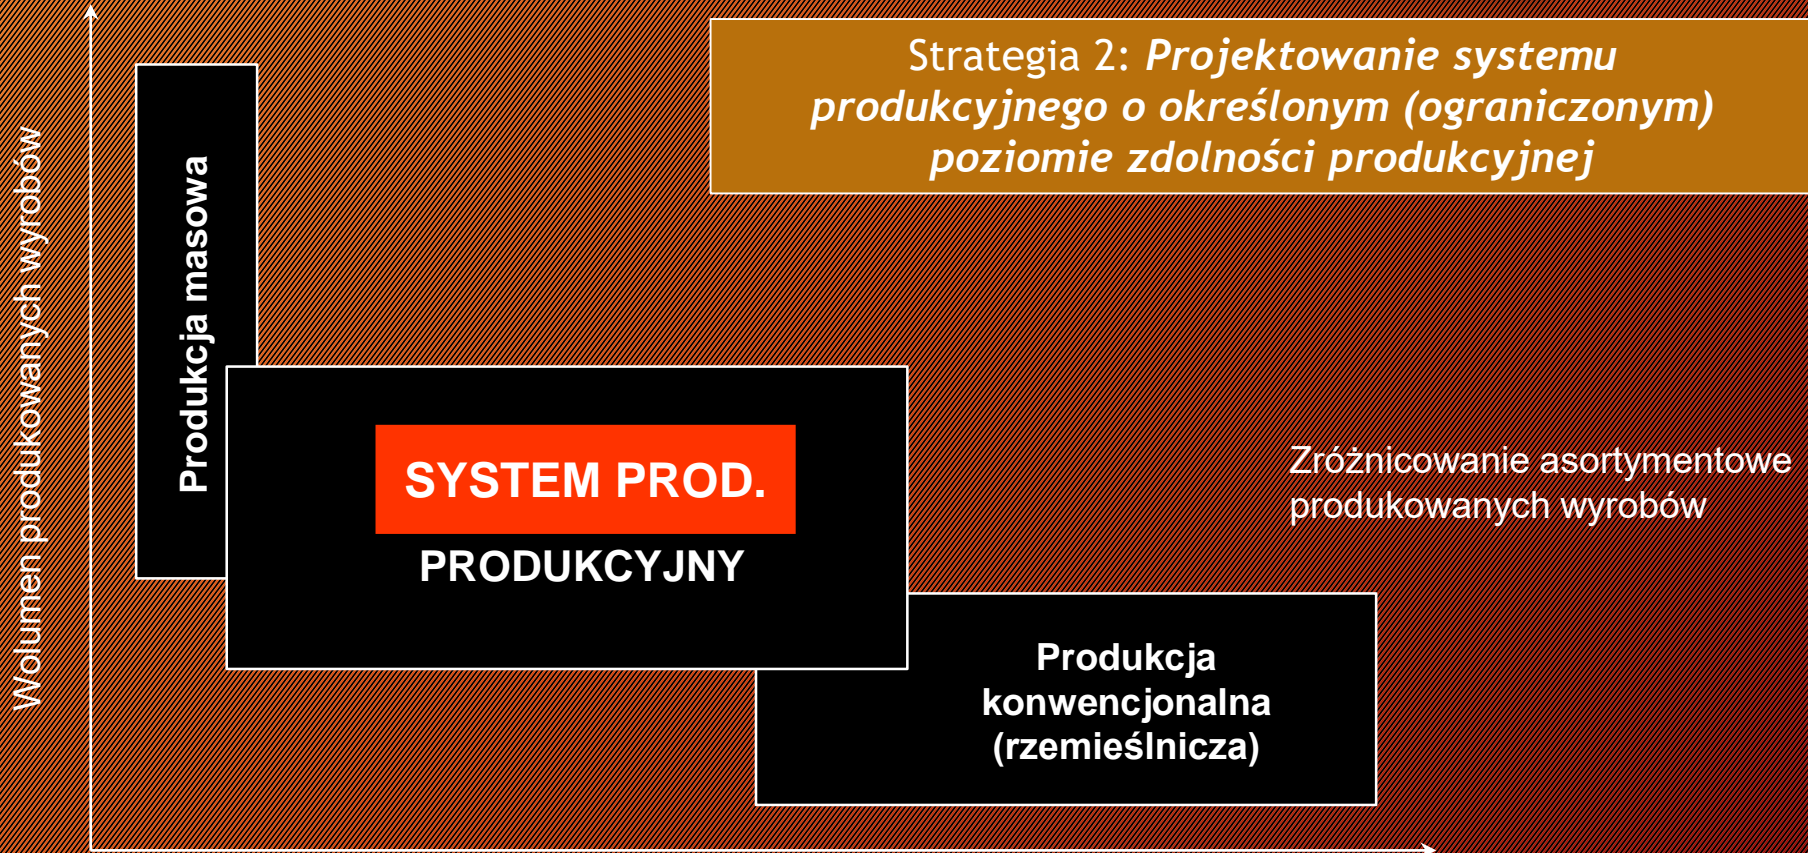 Strategia 2: Projektowanie systemu
produkcyjnego o określonym (ograniczonym)
poziomie zdolności produkcyjnej
Wolumen produkowanych wyrobów
Produkcja masowa
SYSTEM PROD.
PRODUKCYJNY
Zróżnicowanie asortymentowe
produkowanych wyrobów
Produkcja
konwencjonalna
(rzemieślnicza)